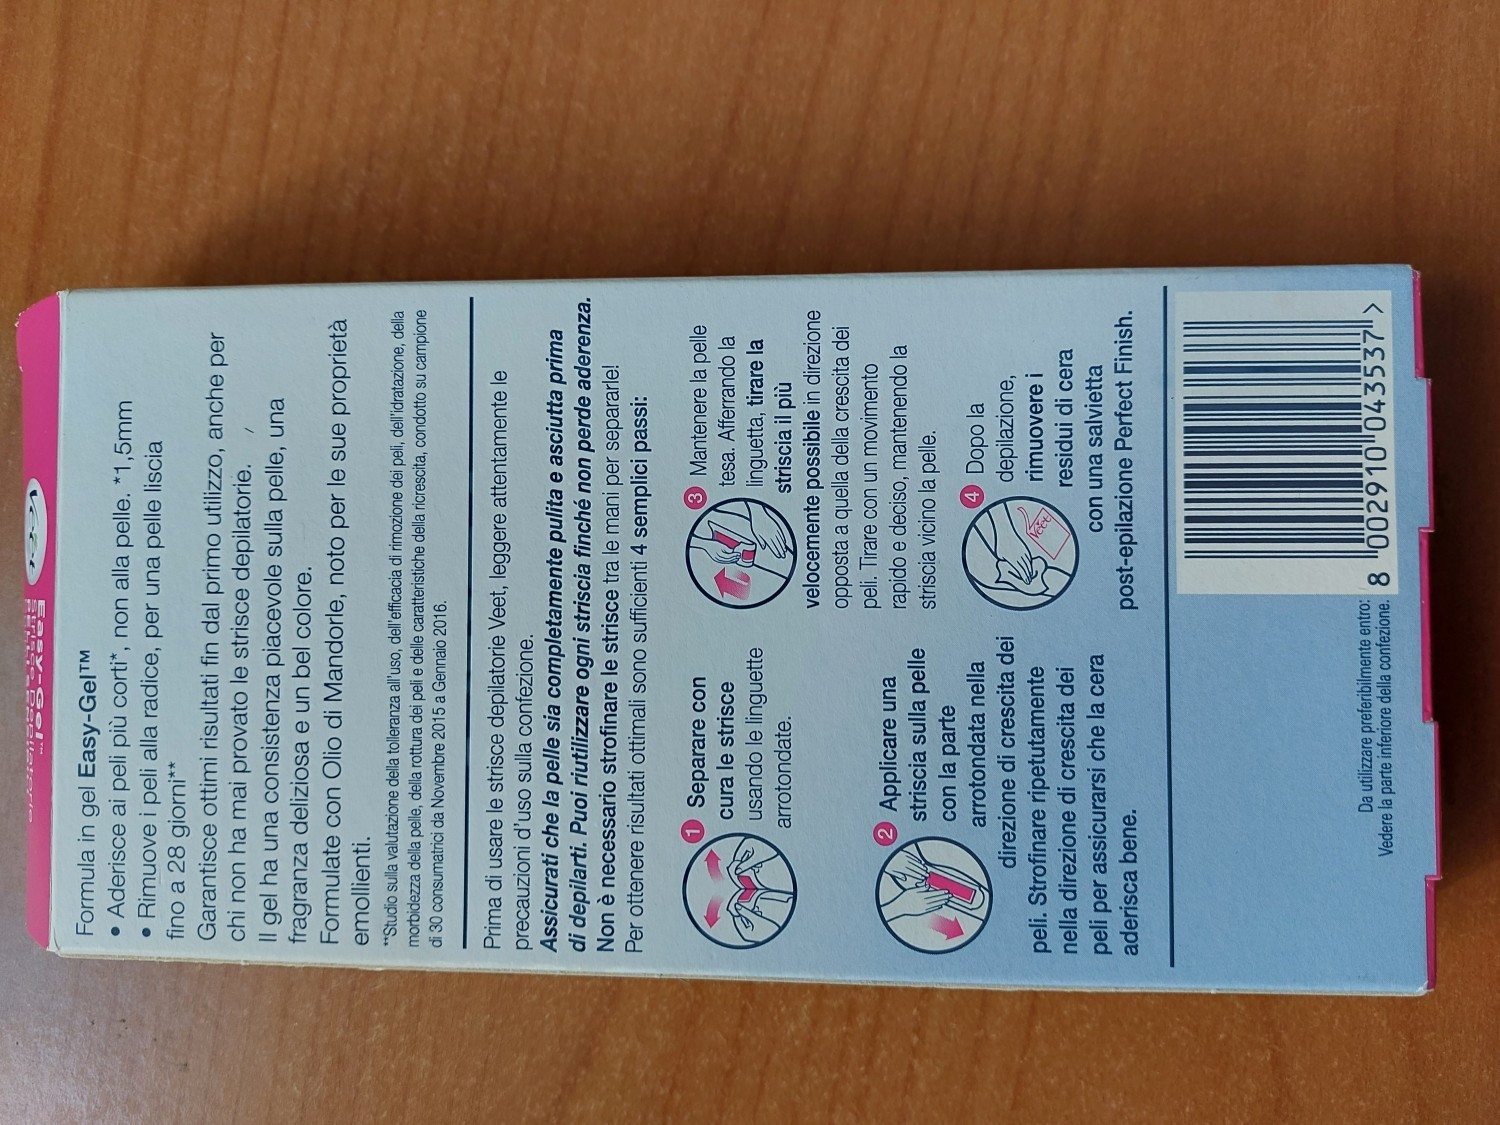 Veet
Easy-Gel™
Formula in gel Easy-Gel™
• Aderisce ai peli più corti*, non alla pelle. *1,5mm
• Rimuove i peli alla radice, per una pelle liscia
fino a 28 giorni**
Garantisce ottimi risultati fin dal primo utilizzo, anche per
chi non ha mai provato le strisce depilatorie.
Il gel ha una consistenza piacevole sulla pelle, una
fragranza deliziosa e un bel colore.
Formulate con Olio di Mandorle, noto per le sue proprietà
emollienti.
**Studio sulla valutazione della tolleranza all'uso, dell'efficacia di rimozione dei peli, dell'idratazione, della
morbidezza della pelle, della rottura dei peli e delle caratteristiche della ricrescita, condotto su campione
di 30 consumatrici da Novembre 2015 a Gennaio 2016.
Prima di usare le strisce depilatorie Veet, leggere attentamente le
precauzioni d'uso sulla confezione.
Assicurati che la pelle sia completamente pulita e asciutta prima
di depilarti. Puoi riutilizzare ogni striscia finché non perde aderenza.
Non è necessario strofinare le strisce tra le mani per separarle!
Per ottenere risultati ottimali sono sufficienti 4 semplici passi:
1 Separare con
cura le strisce
usando le linguette
arrotondate.
2 Applicare una
striscia sulla pelle
con la parte
arrotondata nella
direzione di crescita dei
peli. Strofinare ripetutamente
nella direzione di crescita dei
peli per assicurarsi che la cera
aderisca bene.
3 Mantenere la pelle
tesa. Afferrando la
linguetta, tirare la
striscia il più
velocemente possibile in direzione
opposta a quella della crescita dei
peli. Tirare con un movimento
rapido e deciso, mantenendo la
striscia vicino la pelle.
4 Dopo la
depilazione,
rimuovere i
residui di cera
con una salvietta
post-epilazione Perfect Finish.
Veet
Da utilizzare preferibilmente entro:
Vedere la parte inferiore della confezione.
8 002910 043537 >